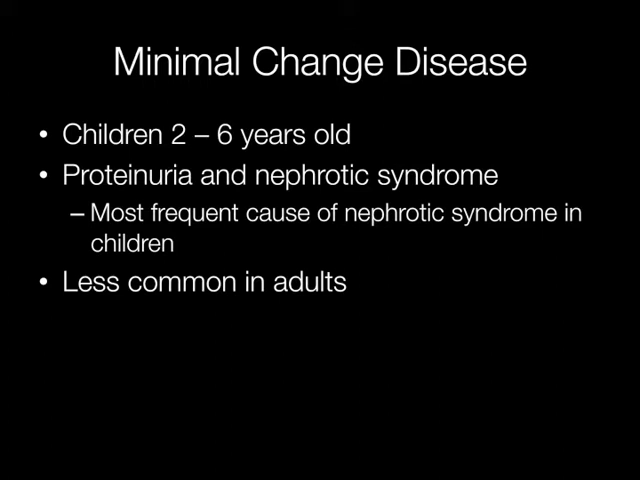 Minimal Change Disease
• Children 2 – 6 years old
• Proteinuria and nephrotic syndrome
– Most frequent cause of nephrotic syndrome in
children
• Less common in adults